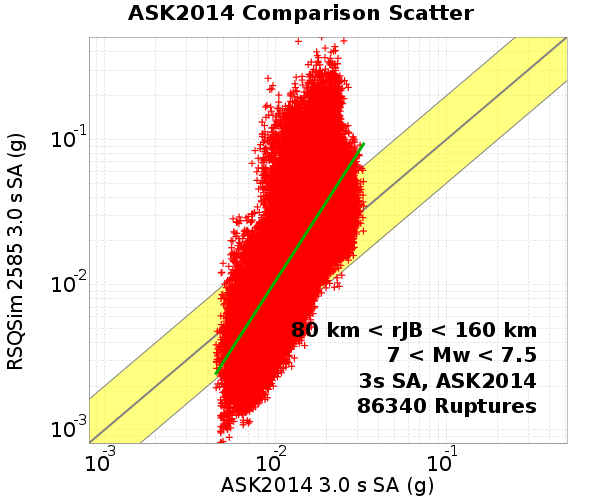 ASK2014 Comparison Scatter
RSQSim 2585 3.0 s SA (g)
10-1
10-2
10-3
80 km < rJB < 160 km
7 < Mw < 7.5
3s SA, ASK2014
86340 Ruptures
10-3 10-2 10-1
ASK2014 3.0 s SA (g)